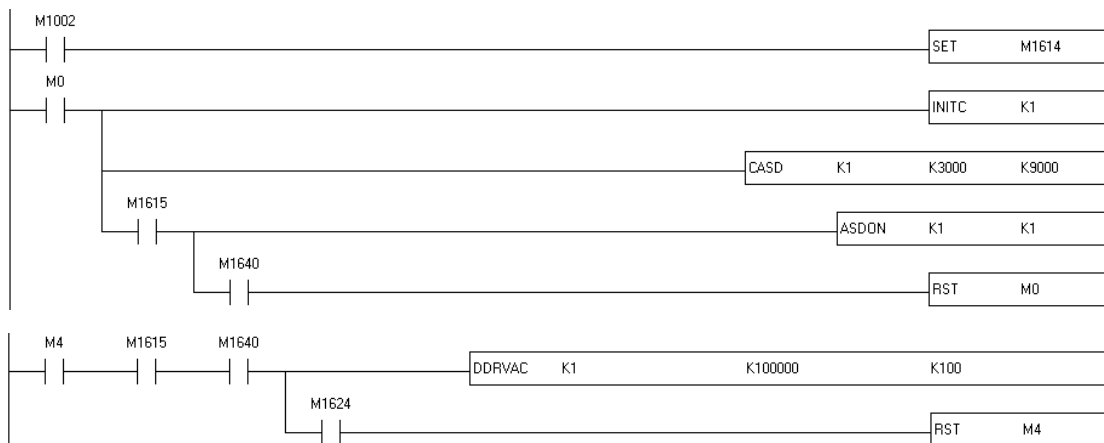 M1002
SET M1614
M0
INITC K1
CASD K1 K3000 K9000
M1615
ASDON K1 K1
M1640
RST M0
M4 M1615 M1640
DDRVAC K1 K100000 K100
M1624
RST M4